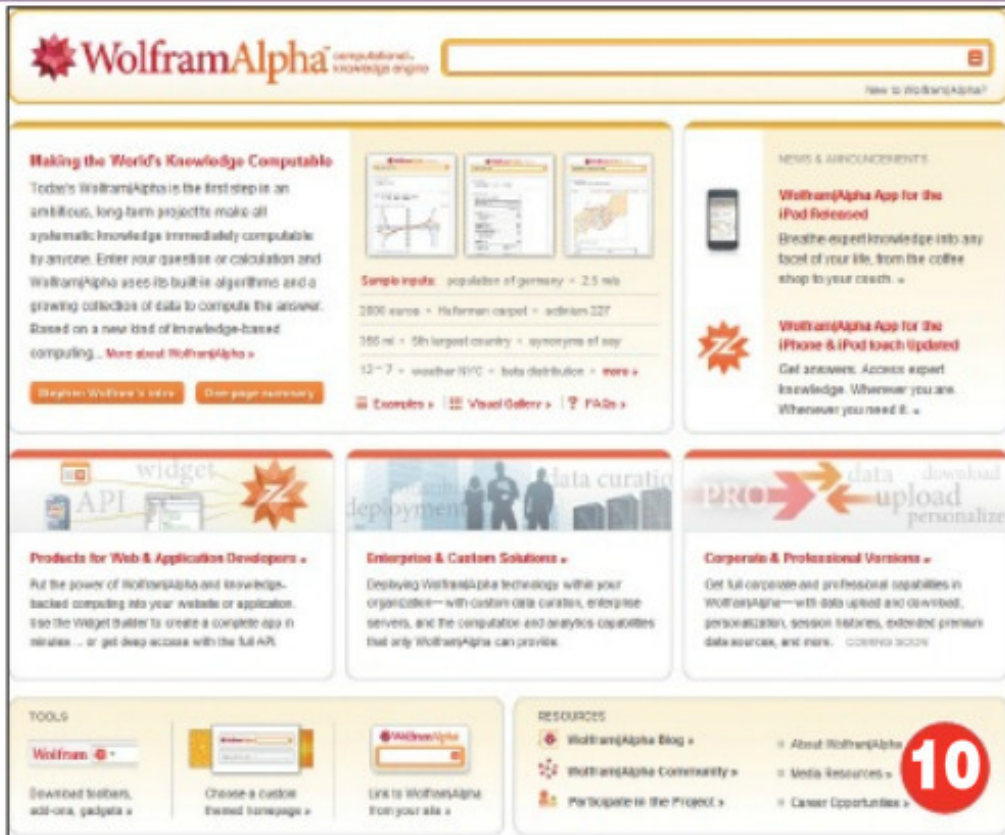 WolframAlpha computational knowledge engine
New to Wolfram|Alpha?
Making the World's Knowledge Computable
Today's Wolfram|Alpha is the first step in an
ambitious, long-term project to make all
systematic knowledge immediately computable
by anyone. Enter your question or calculation and
Wolfram|Alpha uses its built-in algorithms and a
growing collection of data to compute the answer.
Based on a new kind of knowledge-based
computing... More about Wolfram|Alpha »
Stephen Wolfram's intro
One-page summary
Sample inputs: population of germany • 2.5 m/s
2000 euros • Halterman carpet • actinium 227
366 mi • 5th largest country • synonyms of say
weather NYC • beta distribution • more »
Examples » | Visual Gallery » | ? FAQs »
NEWS & ANNOUNCEMENTS
Wolfram|Alpha App for the
iPad Released
Breathe expert knowledge into any
facet of your life, from the coffee
shop to your couch. »
Wolfram|Alpha App for the
iPhone & iPod touch Updated
Get answers. Access expert
knowledge. Wherever you are.
Whenever you need it. »
widget
API
Products for Web & Application Developers »
Put the power of Wolfram|Alpha and knowledge-
backed computing into your website or application.
Use the Widget Builder to create a complete app in
minutes ... or get deep access with the full API.
data curatio
deployment
Enterprise & Custom Solutions »
Deploying Wolfram|Alpha technology within your
organization—with custom data curation, enterprise
servers, and the computation and analytics capabilities
that only Wolfram|Alpha can provide.
PRO data download
upload
personalize
Corporate & Professional Versions »
Get full corporate and professional capabilities in
Wolfram|Alpha—with data upload and download,
personalization, session histories, extended premium
data sources, and more. COMING SOON
TOOLS
Wolfram
Download toolbars,
add-ons, gadgets »
Choose a custom
themed homepage »
WolframAlpha
Link to Wolfram|Alpha
from your site »
RESOURCES
Wolfram|Alpha Blog »
Wolfram|Alpha Community »
Participate in the Project »
About Wolfram|Alpha
Media Resources »
Career Opportunities »
10